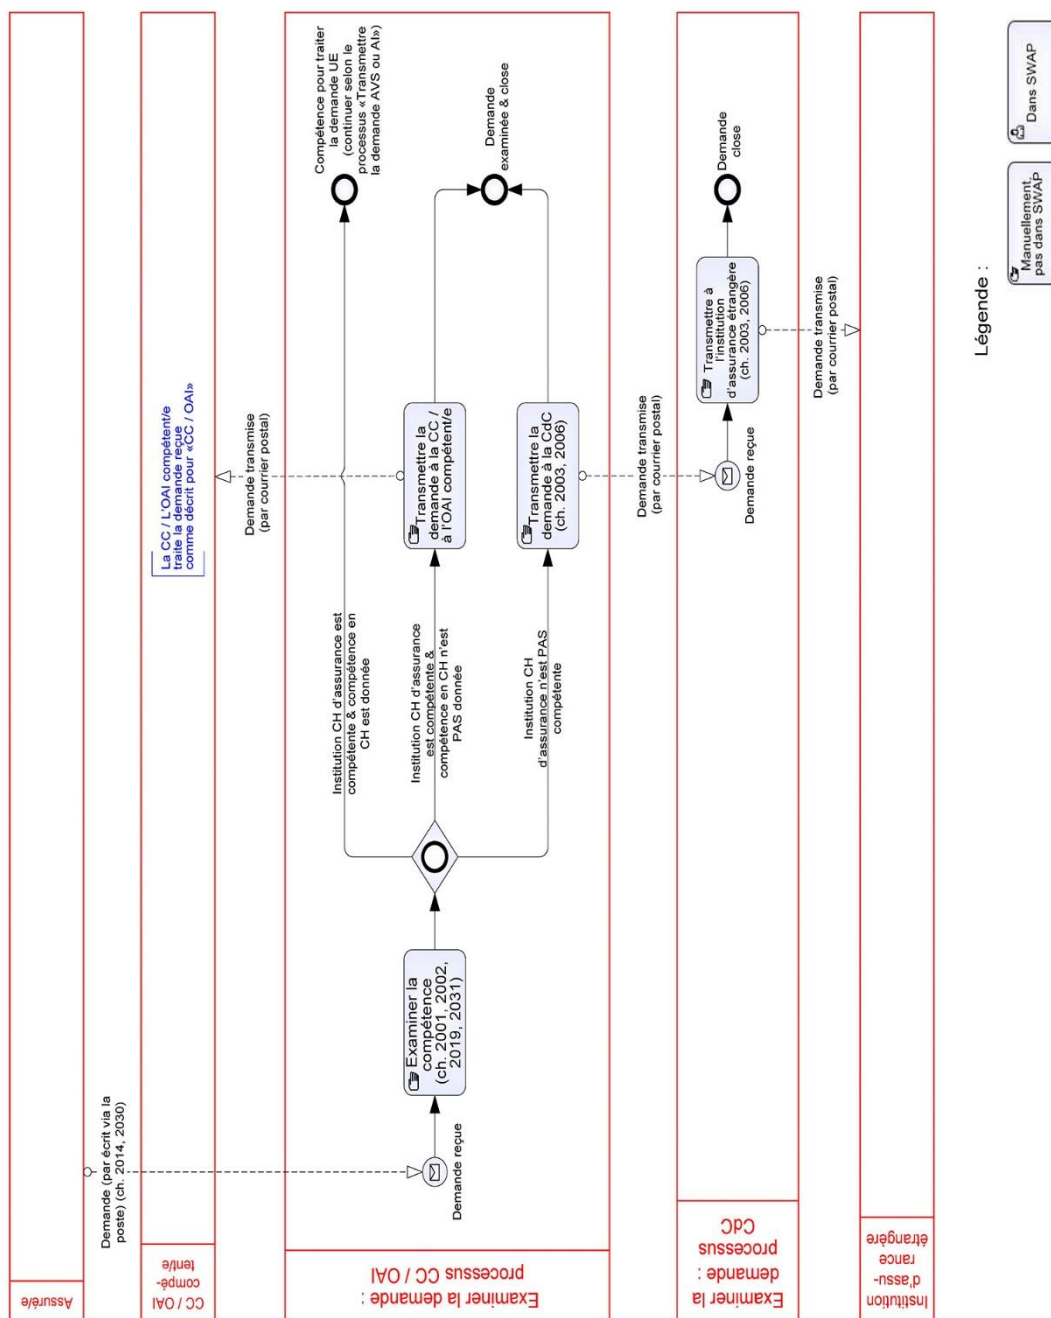 Assuré/e
Demande (par écrit via la
poste) (ch. 2014, 2030)
CC / OAI
compé-
tent/e
La CC / L'OAI compétent/e
traite la demande reçue
comme décrit pour «CC / OAI»
Demande transmise
(par courrier postal)
Examiner la demande :
processus CC / OAI
Demande reçue
Examiner la
compétence
(ch. 2001, 2002,
2019, 2031)
Institution CH d'assurance est
compétente & compétence en
CH est donnée
Compétence pour traiter
la demande UE
(continuer selon le
processus «Transmettre
la demande AVS ou AI»)
Institution CH d'assurance
est compétente &
compétence en CH n'est
PAS donnée
Transmettre la
demande à la CC /
à l'OAI compétent/e
Demande
examinée & close
Institution CH
d'assurance n'est PAS
compétente
Transmettre la
demande à la CdC
(ch. 2003, 2006)
Demande transmise
(par courrier postal)
Examiner la
demande :
processus
CdC
Demande reçue
Transmettre à
l'institution
d'assurance étrangère
(ch. 2003, 2006)
Demande
close
Demande transmise
(par courrier postal)
Institution
d'assu-
rance
étrangère
Légende :
Manuellement,
pas dans SWAP
Dans SWAP